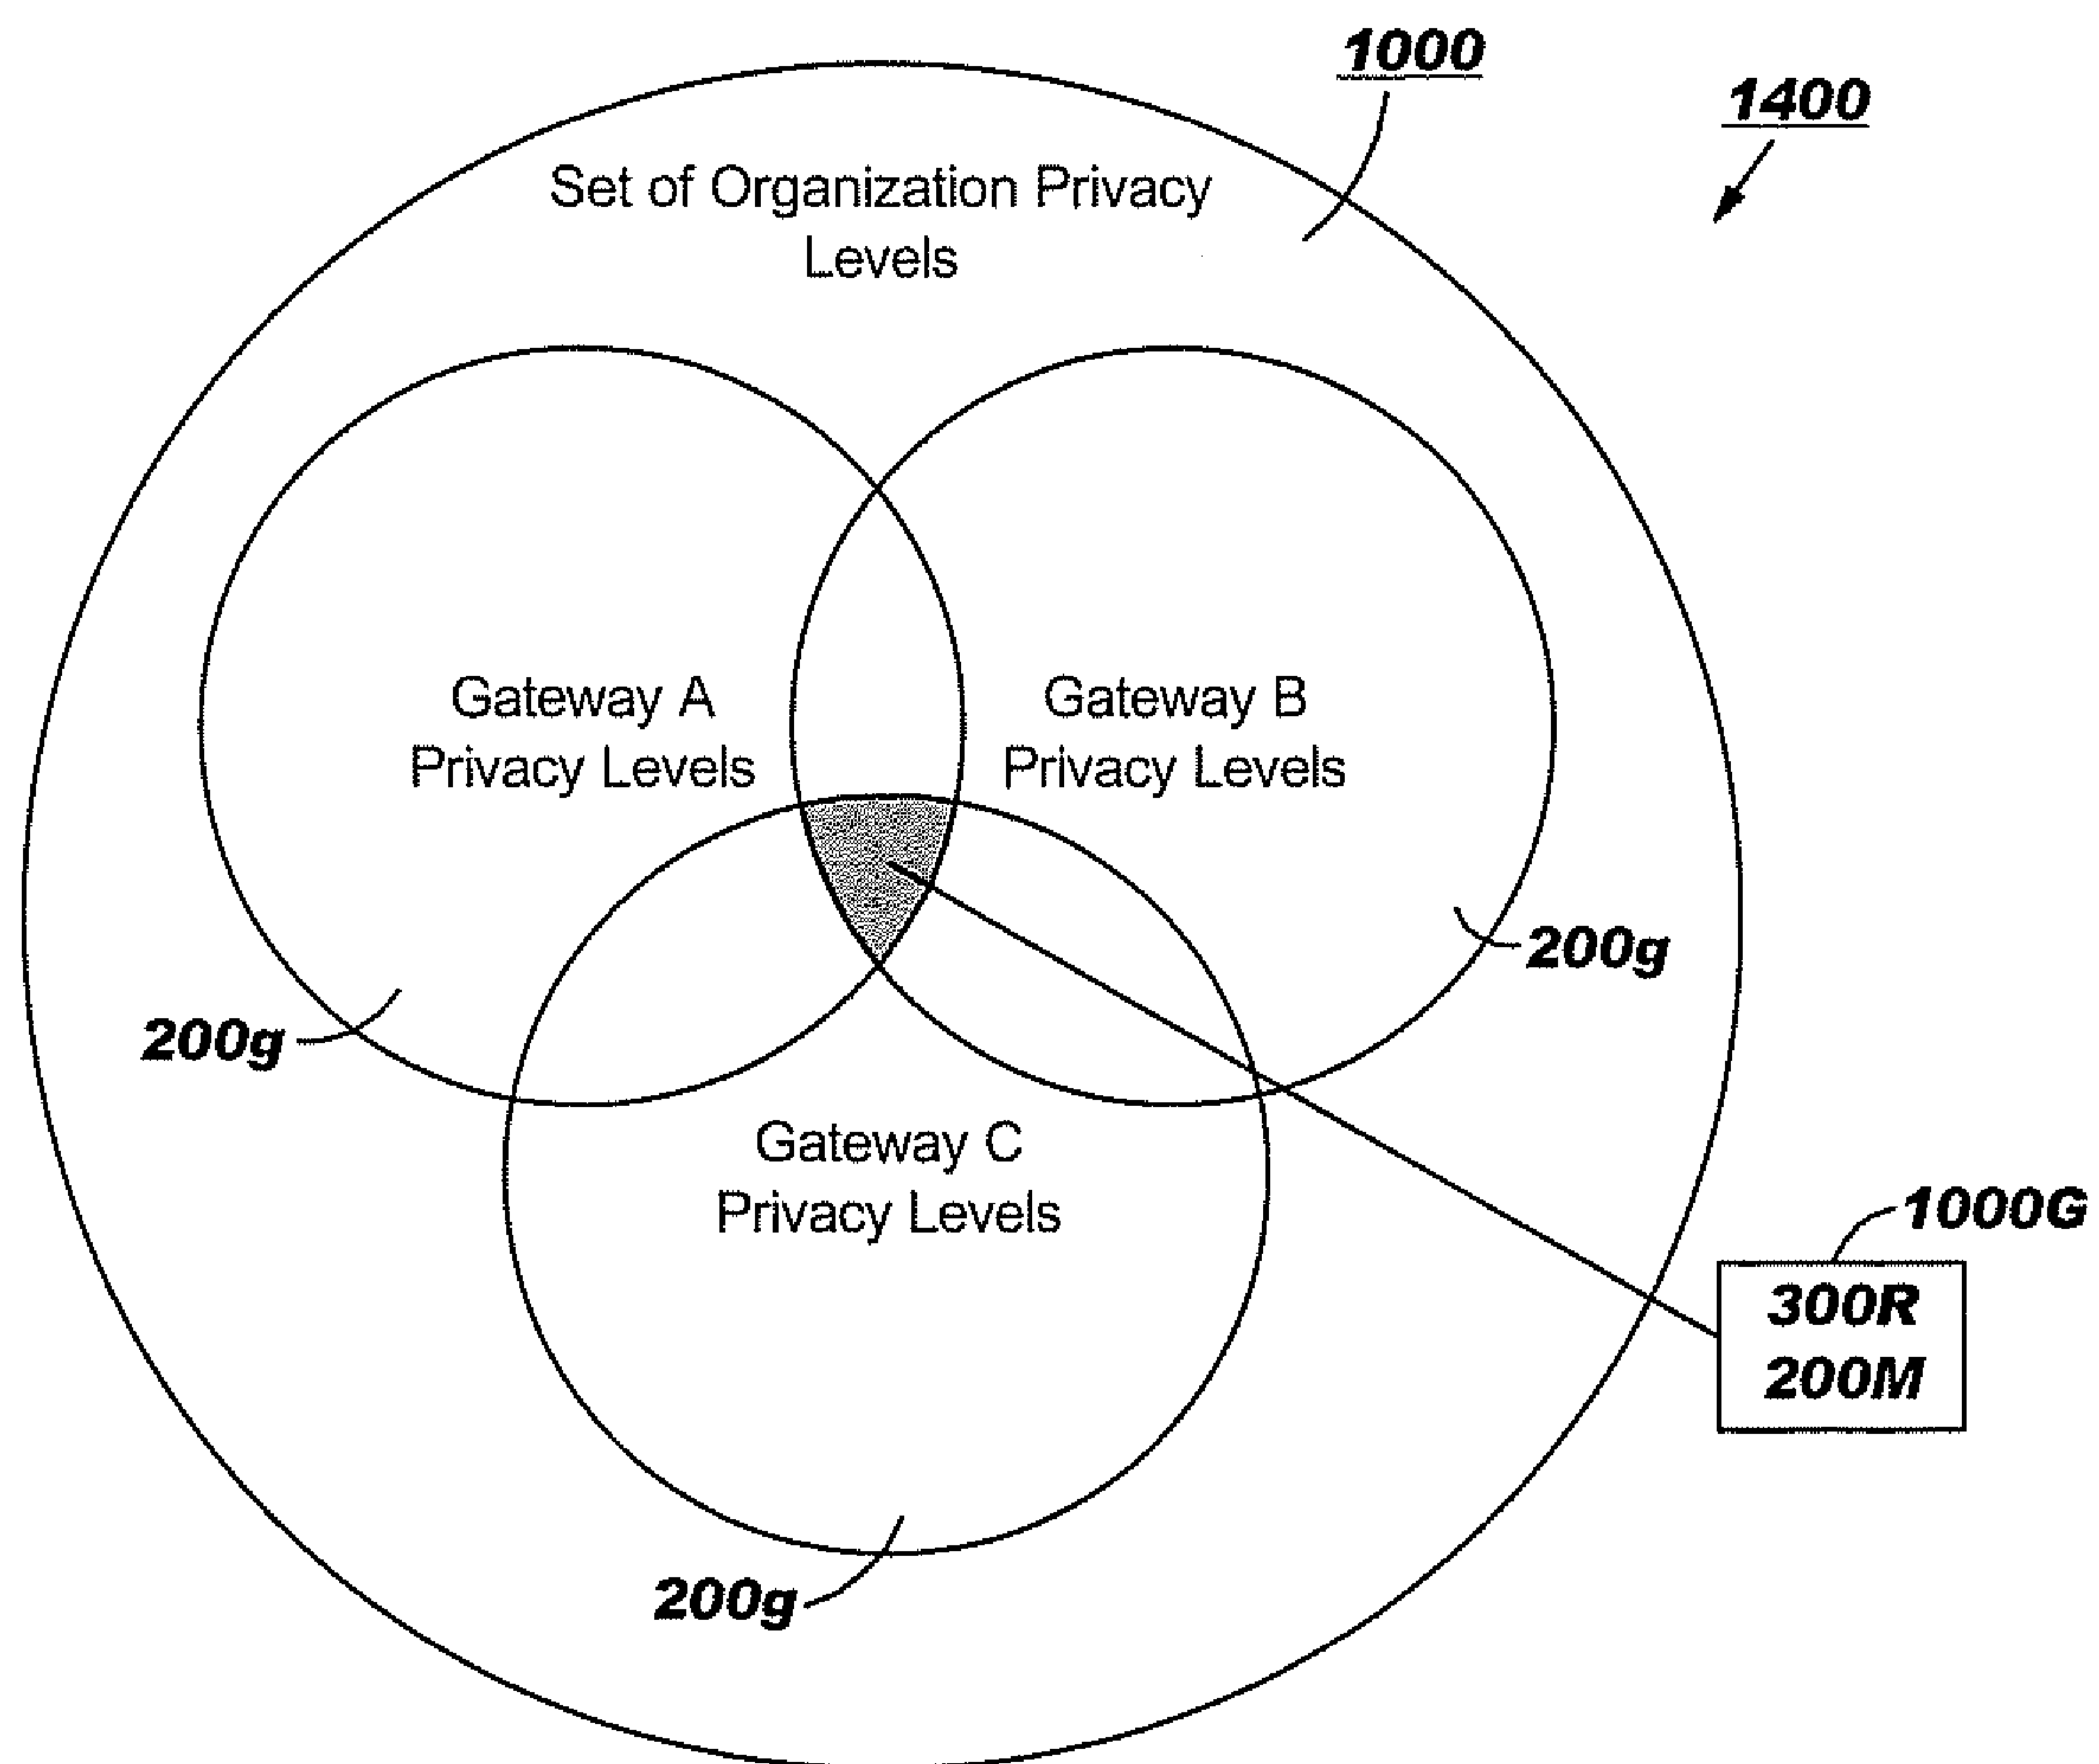 1000
1400
Set of Organization Privacy
Levels
Gateway A
Privacy Levels
Gateway B
Privacy Levels
200g
200g
Gateway C
Privacy Levels
1000G
300R
200M
200g